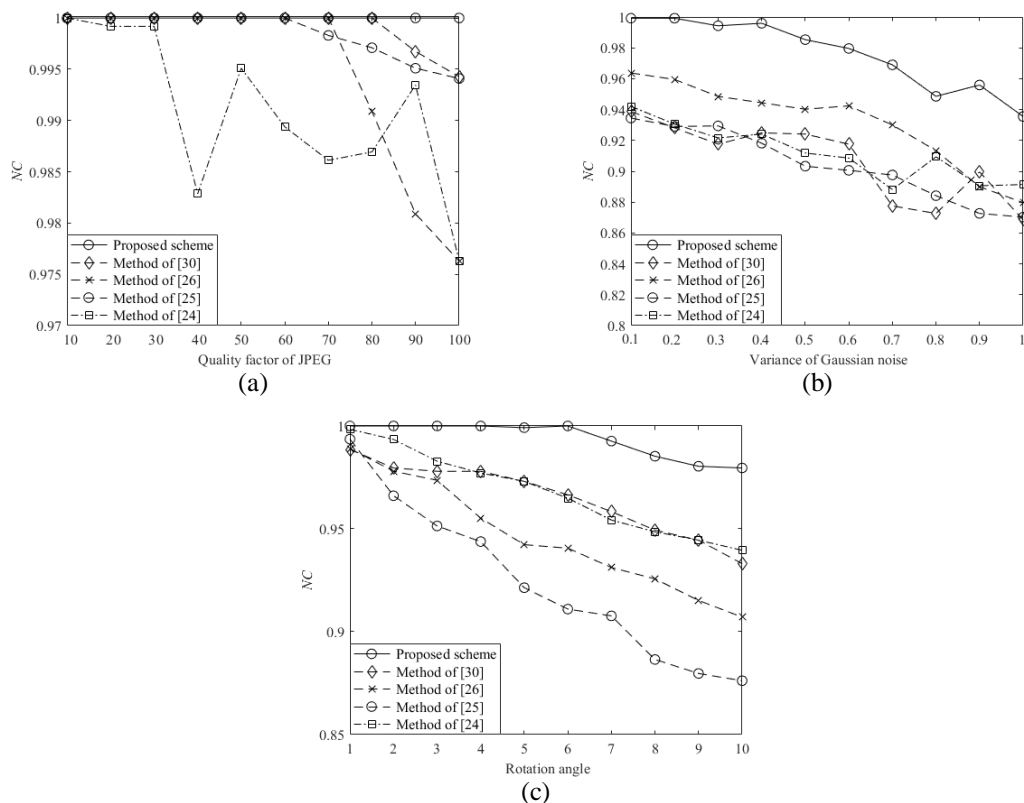 1
0.995
0.99
0.985
0.98
0.975
0.97
NC
Proposed scheme
Method of [30]
Method of [26]
Method of [25]
Method of [24]
10 20 30 40 50 60 70 80 90 100
Quality factor of JPEG
(a)
1
0.98
0.96
0.94
0.92
0.9
0.88
0.86
0.84
0.82
0.8
NC
Proposed scheme
Method of [30]
Method of [26]
Method of [25]
Method of [24]
0.1 0.2 0.3 0.4 0.5 0.6 0.7 0.8 0.9 1
Variance of Gaussian noise
(b)
1
0.95
0.9
0.85
NC
Proposed scheme
Method of [30]
Method of [26]
Method of [25]
Method of [24]
1 2 3 4 5 6 7 8 9 10
Rotation angle
(c)